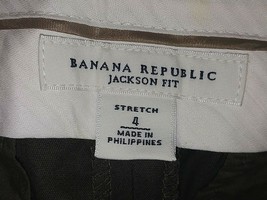 BANANA REPUBLIC
JACKSON FIT
STRETCH
4
MADE IN
PHILIPPINES